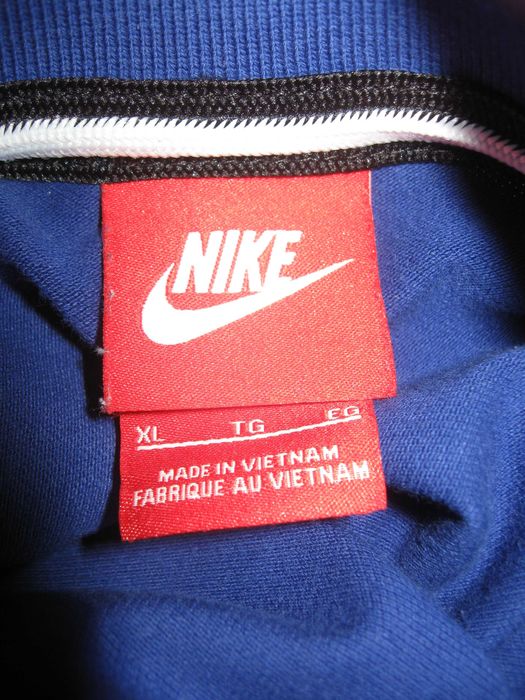 NIKE
XL TG EG
MADE IN VIETNAM
FABRIQUE AU VIETNAM